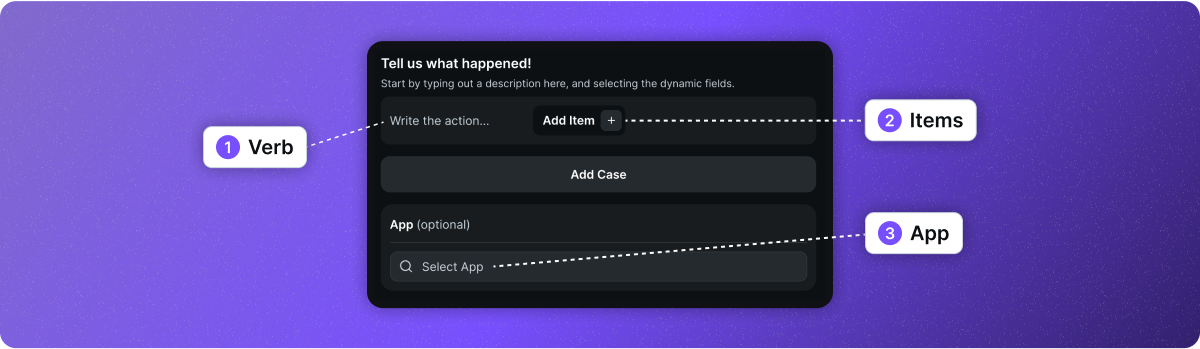 Tell us what happened!
Start by typing out a description here, and selecting the dynamic fields.
Write the action...
Add Item +
1 Verb
2 Items
Add Case
App (optional)
Select App
3 App